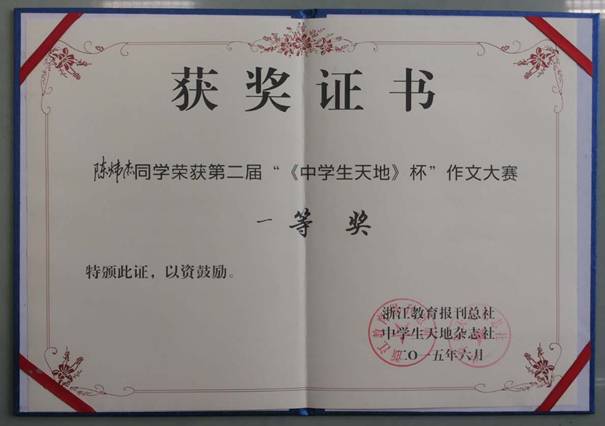 获奖证书
陈炜杰同学荣获第二届“《中学生天地》杯”作文大赛
一等奖
特颁此证，以资鼓励。
浙江教育报刊总社
中学生天地杂志社
二〇一五年六月